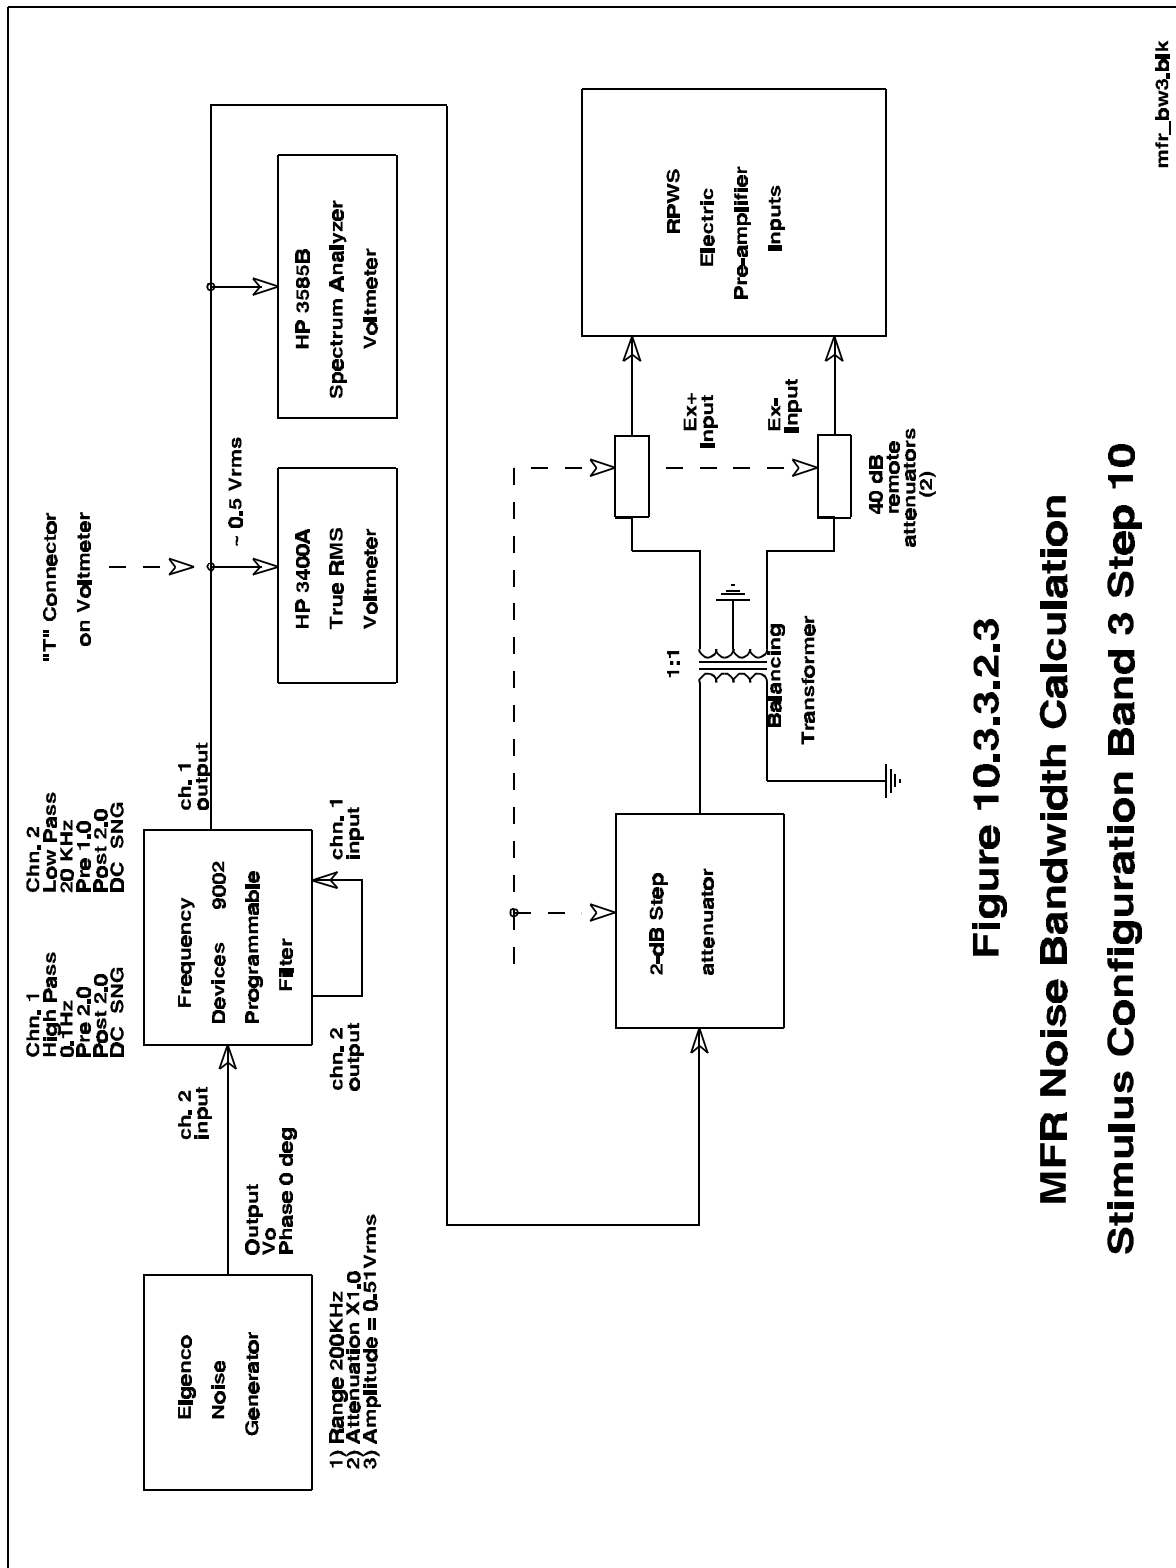 Elgenco
Noise
Generator
1) Range 200KHz
2) Attenuation X1.0
3) Amplitude = 0.51Vrms
Output
Vo
Phase 0 deg
ch. 2
input
Chn. 1
High Pass
0.1Hz
Pre 2.0
Post 2.0
DC SNG
Chn. 2
Low Pass
20 KHz
Pre 1.0
Post 2.0
DC SNG
Frequency
Devices 9002
Programmable
Filter
chn. 2
output
chn. 1
input
ch. 1
output
"T" Connector
on Voltmeter
~ 0.5 Vrms
HP 3400A
True RMS
Voltmeter
HP 3585B
Spectrum Analyzer
Voltmeter
2-dB Step
attenuator
1:1
Balancing
Transformer
Ex+
Input
Ex-
Input
40 dB
remote
attenuators
(2)
RPWS
Electric
Pre-amplifier
Inputs
Figure 10.3.3.2.3
MFR Noise Bandwidth Calculation
Stimulus Configuration Band 3 Step 10
mfr_bw3.blk